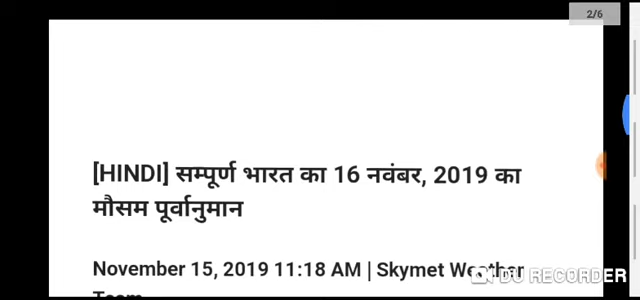 2/6
[HINDI] सम्पूर्ण भारत का 16 नवंबर, 2019 का
मौसम पूर्वानुमान
November 15, 2019 11:18 AM | Skymet Weather
Team
DU RECORDER